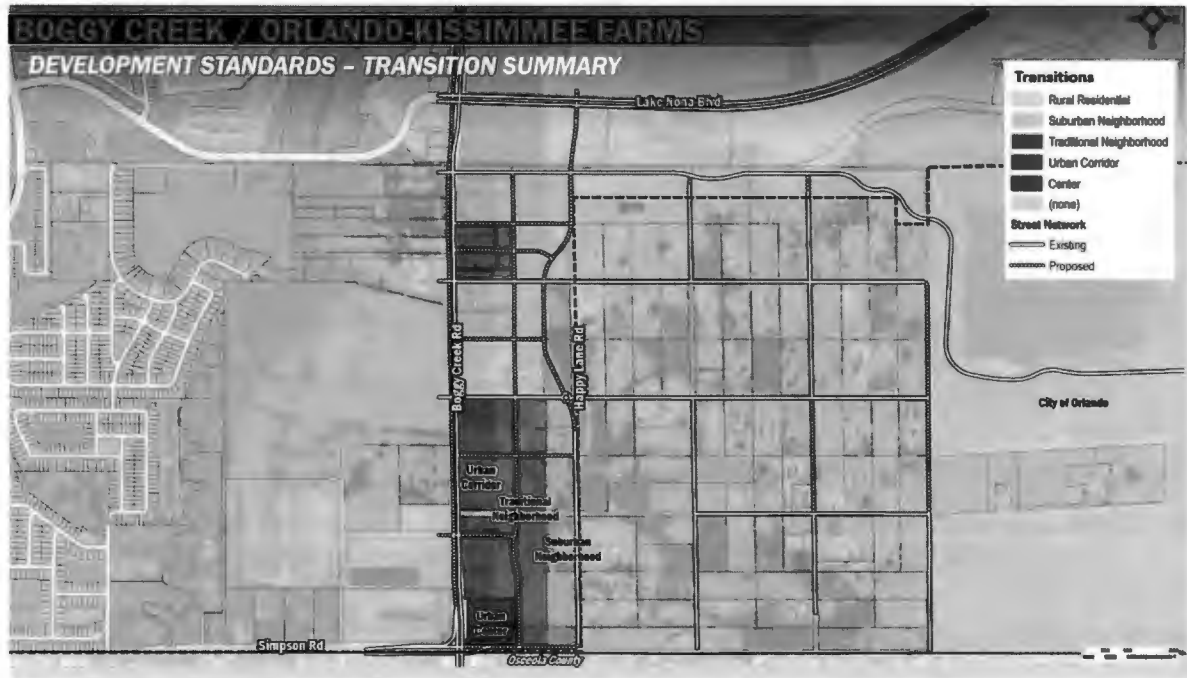 BOGGY CREEK / ORLANDO-KISSIMMEE FARMS
DEVELOPMENT STANDARDS – TRANSITION SUMMARY
Lake Nona Blvd
Transitions
Rural Residential
Suburban Neighborhood
Traditional Neighborhood
Urban Corridor
Center
(none)
Street Network
Existing
Proposed
Boggy Creek Rd
Happy Lane Rd
City of Orlando
Urban
Corridor
Traditional
Neighborhood
Suburban
Neighborhood
Urban
Center
Simpson Rd
Osceola County